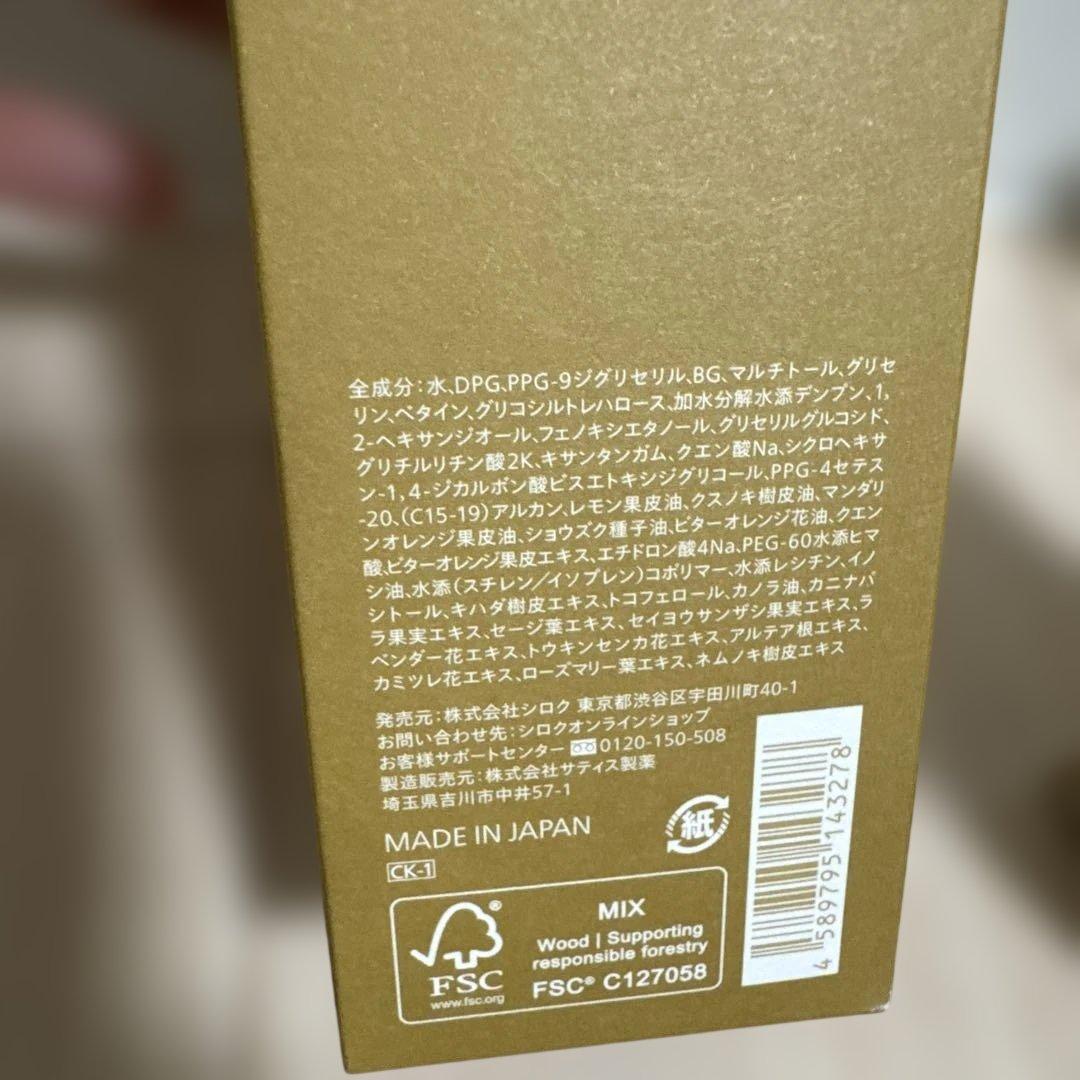 全成分：水、DPG、PPG-9ジグリセリル、BG、マルチトール、グリセ
リン、ベタイン、グリコシルトレハロース、加水分解水添デンプン、1,
2-ヘキサンジオール、フェノキシエタノール、グリセリルグルコシド、
グリチルリチン酸2K、キサンタンガム、クエン酸Na、シクロヘキサ
ン-1,4-ジカルボン酸ビスエトキシジグリコール、PPG-4セテス
-20、(C15-19)アルカン、レモン果皮油、クスノキ樹皮油、マンダリ
ンオレンジ果皮油、ショウズク種子油、ビターオレンジ花油、クエン
酸、ビターオレンジ果皮エキス、エチドロン酸4Na、PEG-60水添ヒマ
シ油、水添(スチレン／イソプレン)コポリマー、水添レシチン、イノ
シトール、キハダ樹皮エキス、トコフェロール、カノラ油、カニナバ
ラ果実エキス、セージ葉エキス、セイヨウサンザシ果実エキス、ラ
ベンダー花エキス、トウキンセンカ花エキス、アルテア根エキス、
カミツレ花エキス、ローズマリー葉エキス、ネムノキ樹皮エキス
発売元：株式会社シロク 東京都渋谷区宇田川町40-1
お問い合わせ先：シロクオンラインショップ
お客様サポートセンター 0120-150-508
製造販売元：株式会社サティス製薬
埼玉県吉川市中井57-1
MADE IN JAPAN
CK-1
紙
FSC®
www.fsc.org
MIX
Wood | Supporting
responsible forestry
FSC® C127058
4 589795 143278